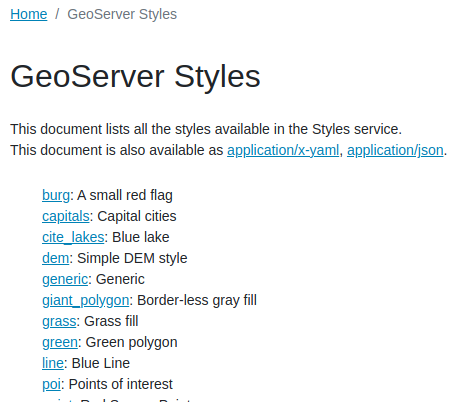 Home / GeoServer Styles
GeoServer Styles
This document lists all the styles available in the Styles service.
This document is also available as application/x-yaml, application/json.
burg: A small red flag
capitals: Capital cities
cite_lakes: Blue lake
dem: Simple DEM style
generic: Generic
giant_polygon: Border-less gray fill
grass: Grass fill
green: Green polygon
line: Blue Line
poi: Points of interest